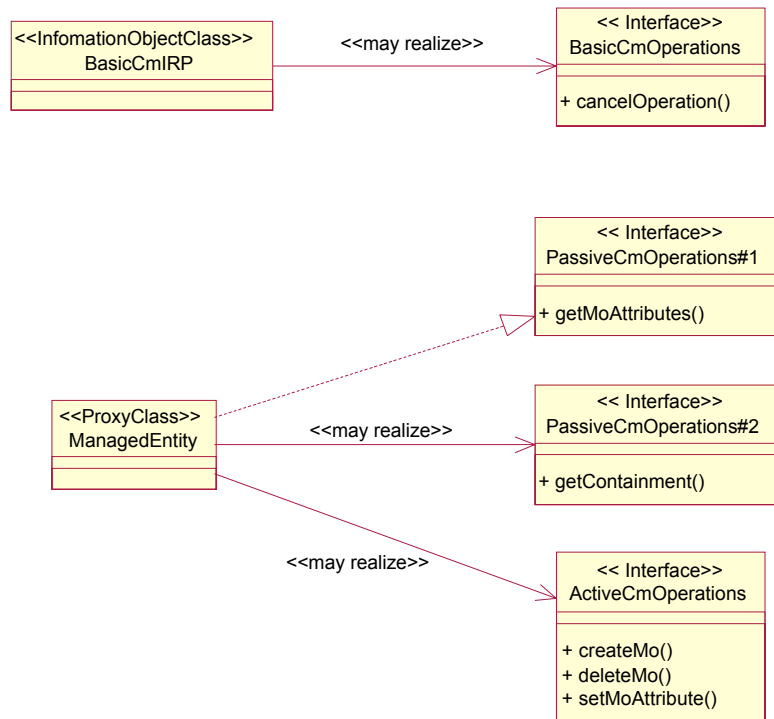 <<InfomationObjectClass>>
BasicCmIRP
<<may realize>>
<< Interface>>
BasicCmOperations
+ cancelOperation()
<< Interface>>
PassiveCmOperations#1
+ getMoAttributes()
<<ProxyClass>>
ManagedEntity
<<may realize>>
<< Interface>>
PassiveCmOperations#2
+ getContainment()
<<may realize>>
<< Interface>>
ActiveCmOperations
+ createMo()
+ deleteMo()
+ setMoAttribute()